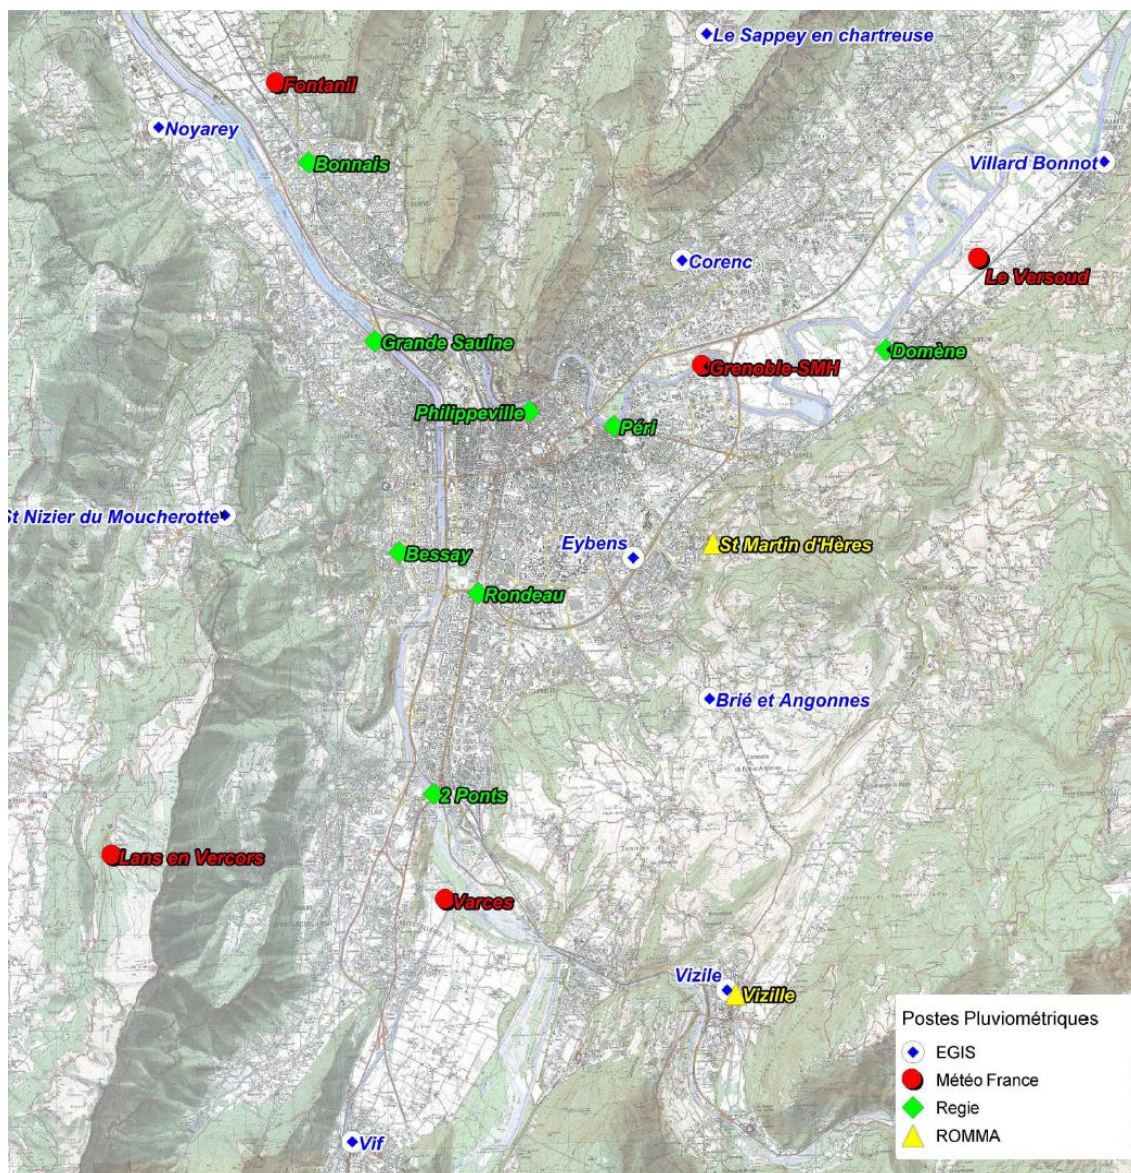 Le Sappey en chartreuse
Fontanil
Noyarey
Bonnais
Villard Bonnot
Corenc
Le Versoud
Grande Saulne
Domène
Grenoble-SMH
Philippeville
Péri
St Nizier du Moucherotte
Eybens
St Martin d'Hères
Bessay
Rondeau
Brié et Angonnes
2 Ponts
Lans en Vercors
Varces
Vizile
Vizille
Vif
Postes Pluviométriques
EGIS
Météo France
Regie
ROMMA